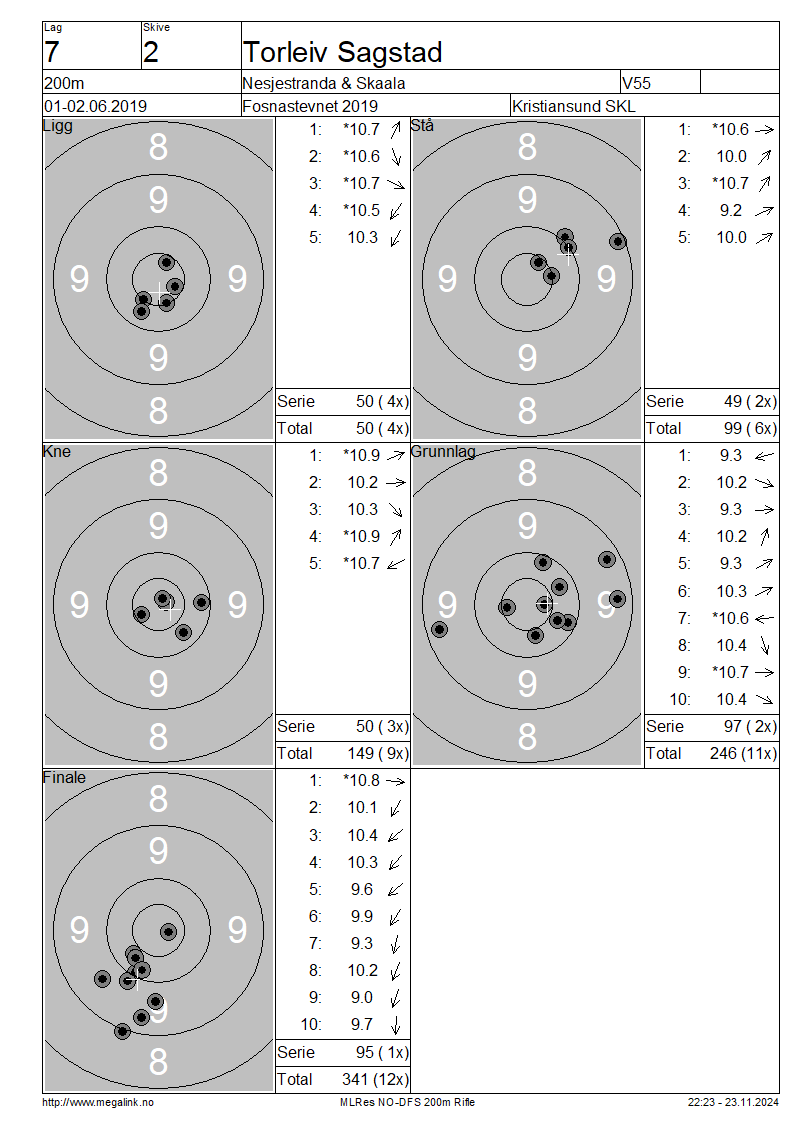 Lag
Skive
7
2
Torleiv Sagstad
200m
Nesjestranda & Skaala
V55
01-02.06.2019
Fosnastevnet 2019
Kristiansund SKL
Ligg
8
9
9
9
9
8
1: *10.7
2: *10.6
3: *10.7
4: *10.5
5: 10.3
Serie 50 ( 4x)
Total 50 ( 4x)
Stå
8
9
9
9
9
8
1: *10.6
2: 10.0
3: *10.7
4: 9.2
5: 10.0
Serie 49 ( 2x)
Total 99 ( 6x)
Kne
8
9
9
9
9
8
1: *10.9
2: 10.2
3: 10.3
4: *10.9
5: *10.7
Serie 50 ( 3x)
Total 149 ( 9x)
Grunnlag
8
9
9
9
9
8
1: 9.3
2: 10.2
3: 9.3
4: 10.2
5: 9.3
6: 10.3
7: *10.6
8: 10.4
9: *10.7
10: 10.4
Serie 97 ( 2x)
Total 246 (11x)
Finale
8
9
9
9
9
8
1: *10.8
2: 10.1
3: 10.4
4: 10.3
5: 9.6
6: 9.9
7: 9.3
8: 10.2
9: 9.0
10: 9.7
Serie 95 ( 1x)
Total 341 (12x)
http://www.megalink.no
MLRes NO-DFS 200m Rifle
22:23 - 23.11.2024